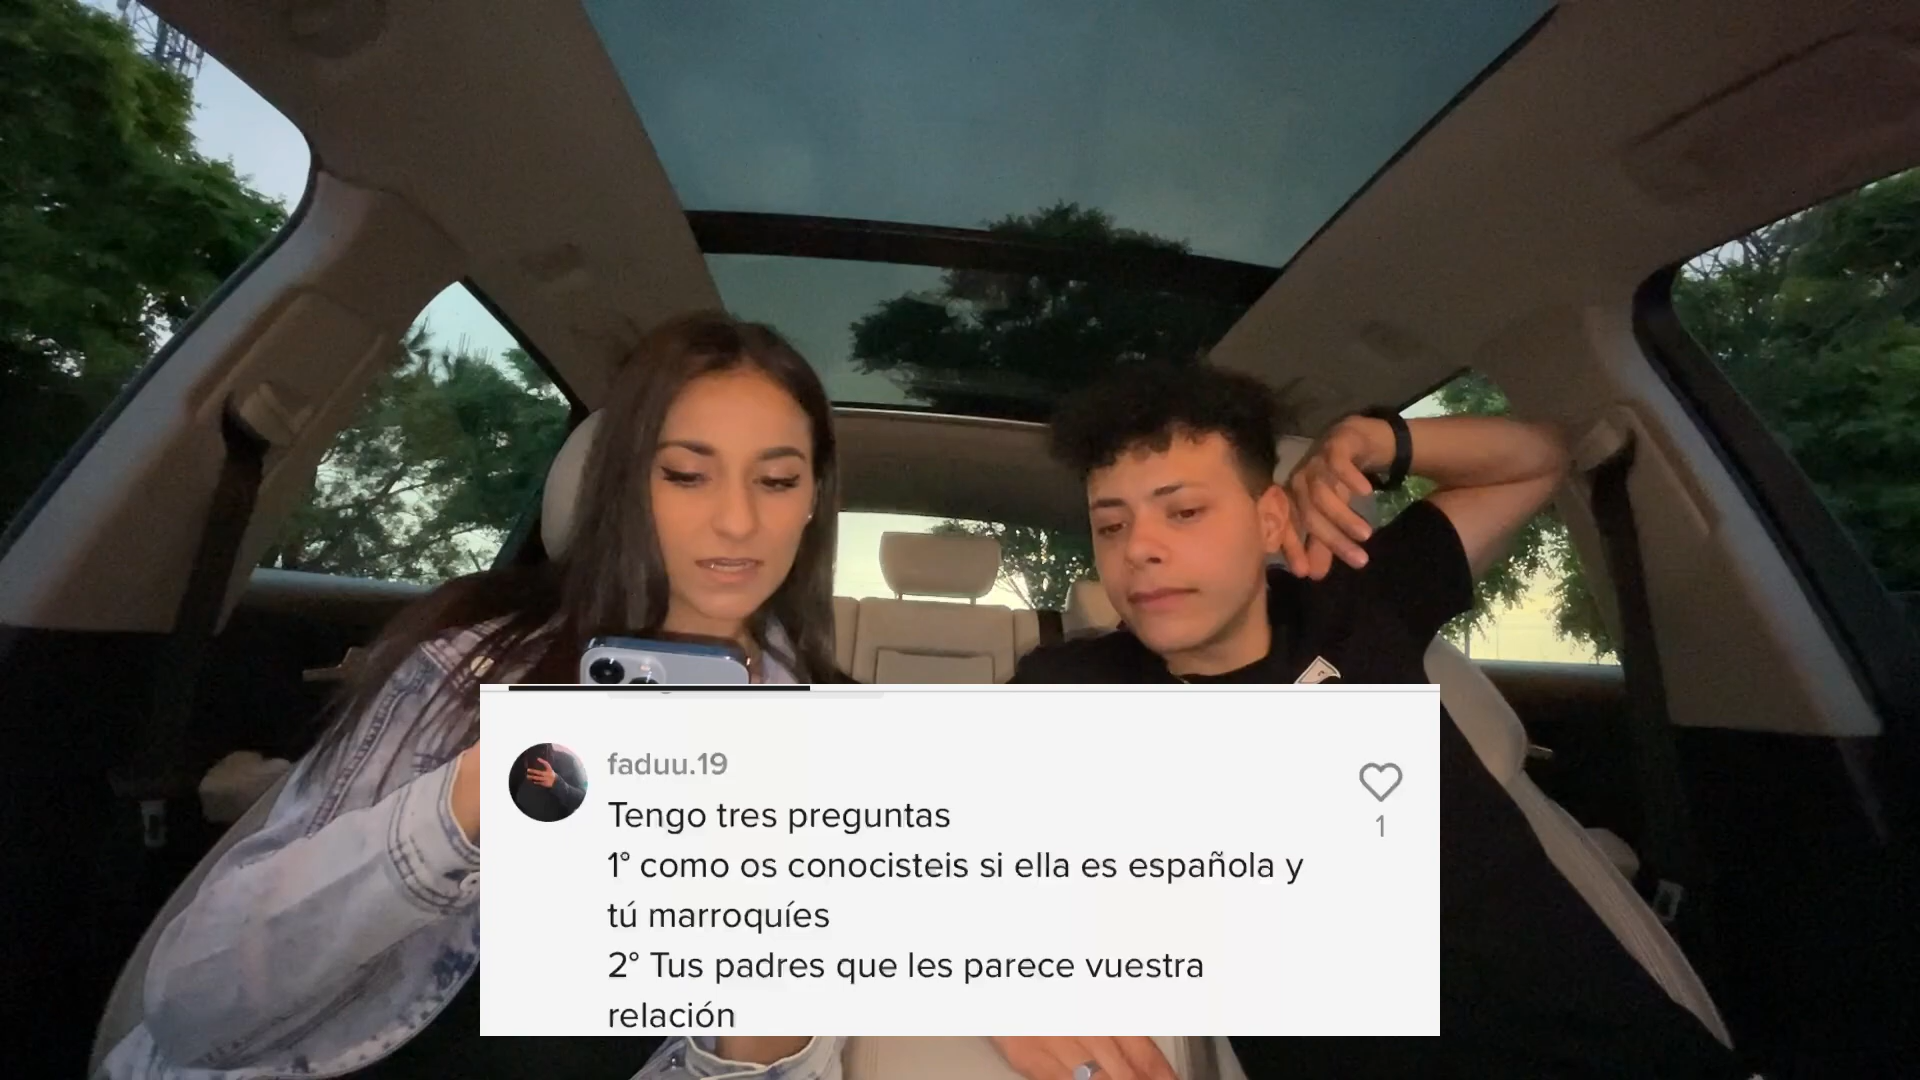 faduu.19
Tengo tres preguntas
1° como os conocisteis si ella es española y
tú marroquíes
2° Tus padres que les parece vuestra
relación
1